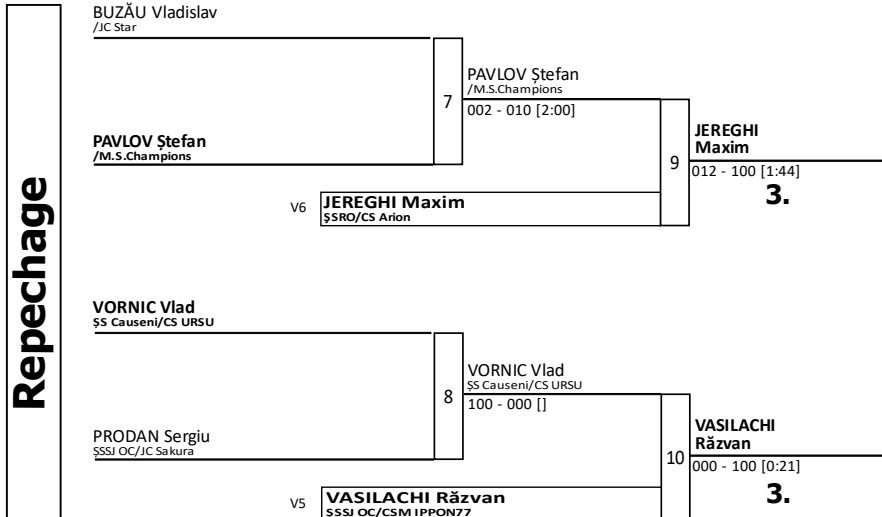 Repechage
BUZĂU Vladislav
/JC Star
PAVLOV Ștefan
/M.S.Champions
7
PAVLOV Ștefan
/M.S.Champions
002 - 010 [2:00]
V6
JEREGHI Maxim
ȘSRO/CS Arion
9
JEREGHI
Maxim
012 - 100 [1:44]
3.
VORNIC Vlad
ȘS Causeni/CS URSU
PRODAN Sergiu
ȘSSJ OC/JC Sakura
8
VORNIC Vlad
ȘS Causeni/CS URSU
100 - 000 []
V5
VASILACHI Răzvan
ȘSSJ OC/CSM IPPON77
10
VASILACHI
Răzvan
000 - 100 [0:21]
3.